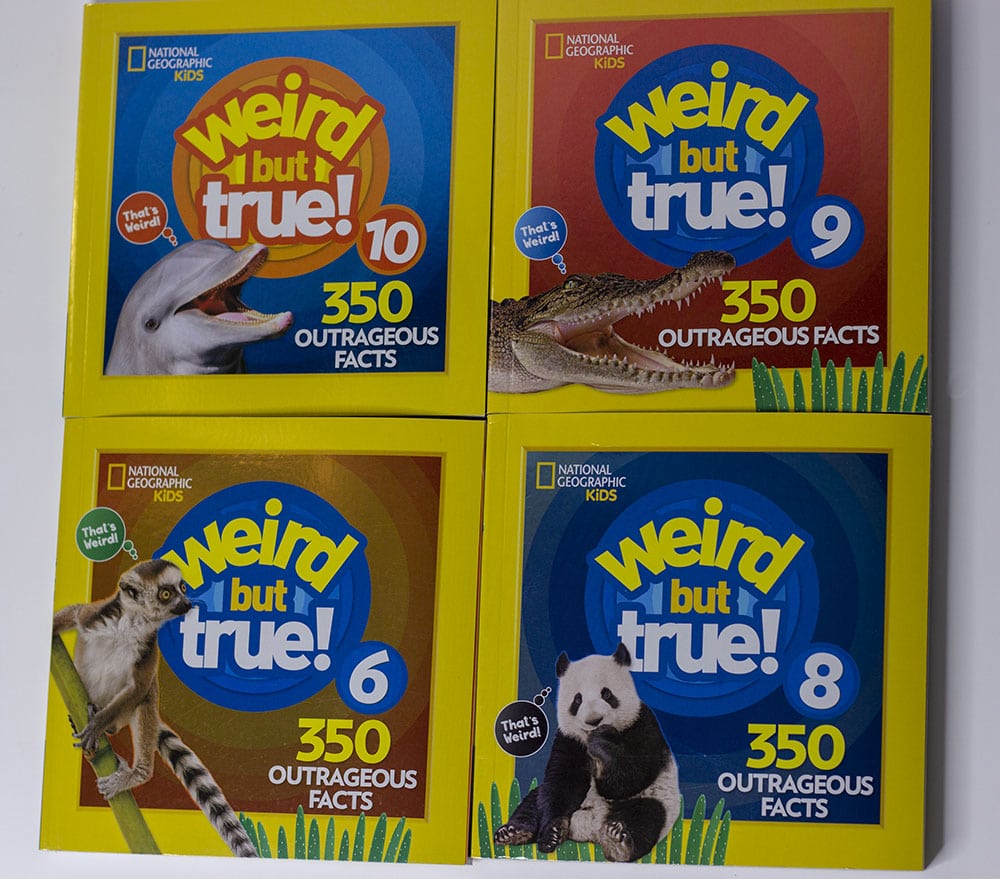 NATIONAL
GEOGRAPHIC
KiDS
weird
but
true!
That's
Weird!
10
350
OUTRAGEOUS
FACTS
NATIONAL
GEOGRAPHIC
KiDS
weird
but
true!
That's
Weird!
9
350
OUTRAGEOUS FACTS
NATIONAL
GEOGRAPHIC
KiDS
That's
Weird!
weird
but
true!
6
350
OUTRAGEOUS
FACTS
NATIONAL
GEOGRAPHIC
KiDS
weird
but
true!
8
That's
Weird!
350
OUTRAGEOUS
FACTS